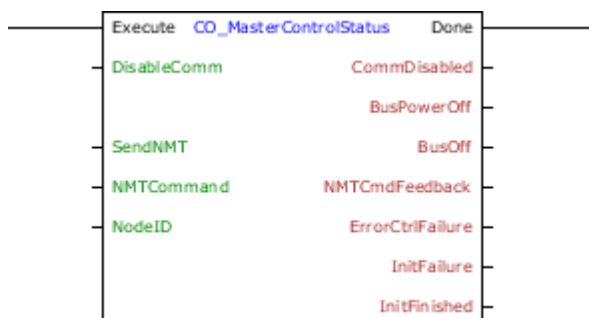 Execute CO_MasterControlStatus Done
DisableComm CommDisabled
BusPowerOff
SendNMT BusOff
NMTCommand NMTCmdFeedback
NodeID ErrorCtrlFailure
InitFailure
InitFinished